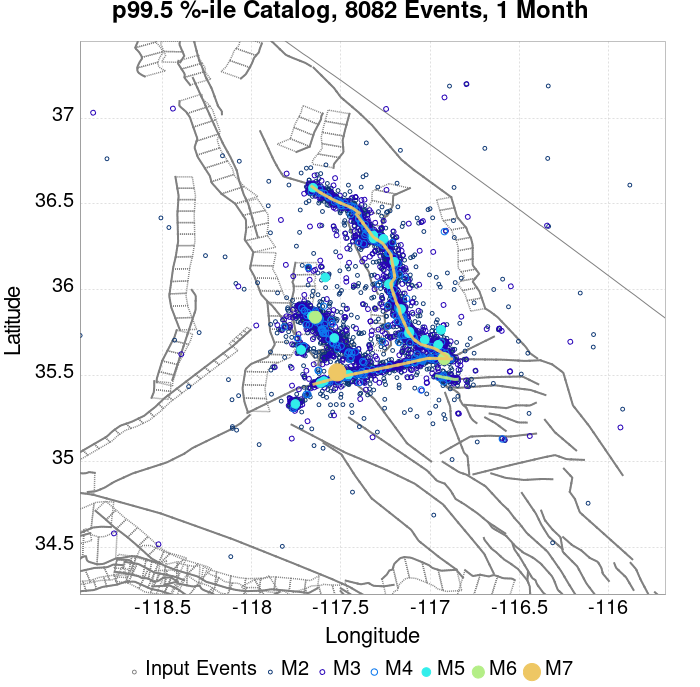 p99.5 %-ile Catalog, 8082 Events, 1 Month
37
36.5
36
35.5
35
34.5
Latitude
-118.5 -118 -117.5 -117 -116.5 -116
Longitude
Input Events M2 M3 M4 M5 M6 M7